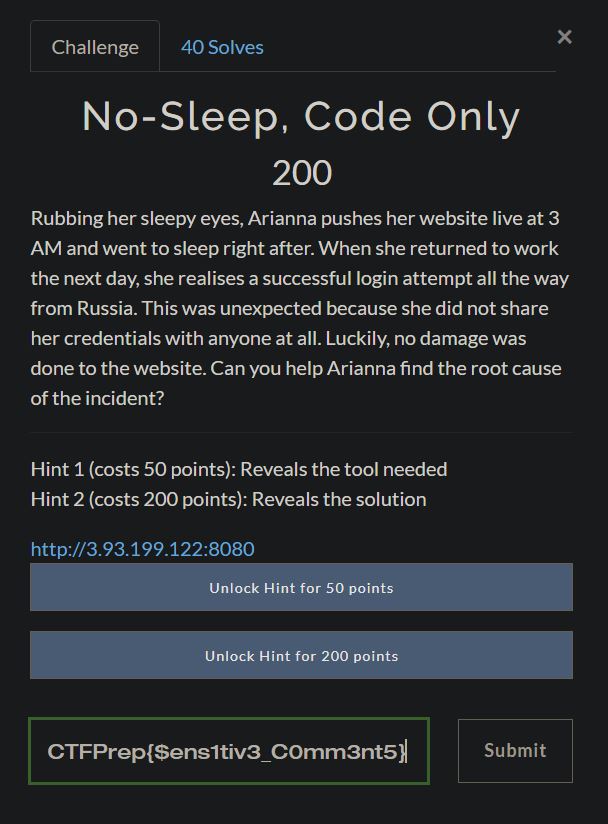 Challenge
40 Solves
×
No-Sleep, Code Only
200
Rubbing her sleepy eyes, Arianna pushes her website live at 3
AM and went to sleep right after. When she returned to work
the next day, she realises a successful login attempt all the way
from Russia. This was unexpected because she did not share
her credentials with anyone at all. Luckily, no damage was
done to the website. Can you help Arianna find the root cause
of the incident?
Hint 1 (costs 50 points): Reveals the tool needed
Hint 2 (costs 200 points): Reveals the solution
http://3.93.199.122:8080
Unlock Hint for 50 points
Unlock Hint for 200 points
CTFPrep{$ens1tiv3_C0mm3nt5}
Submit